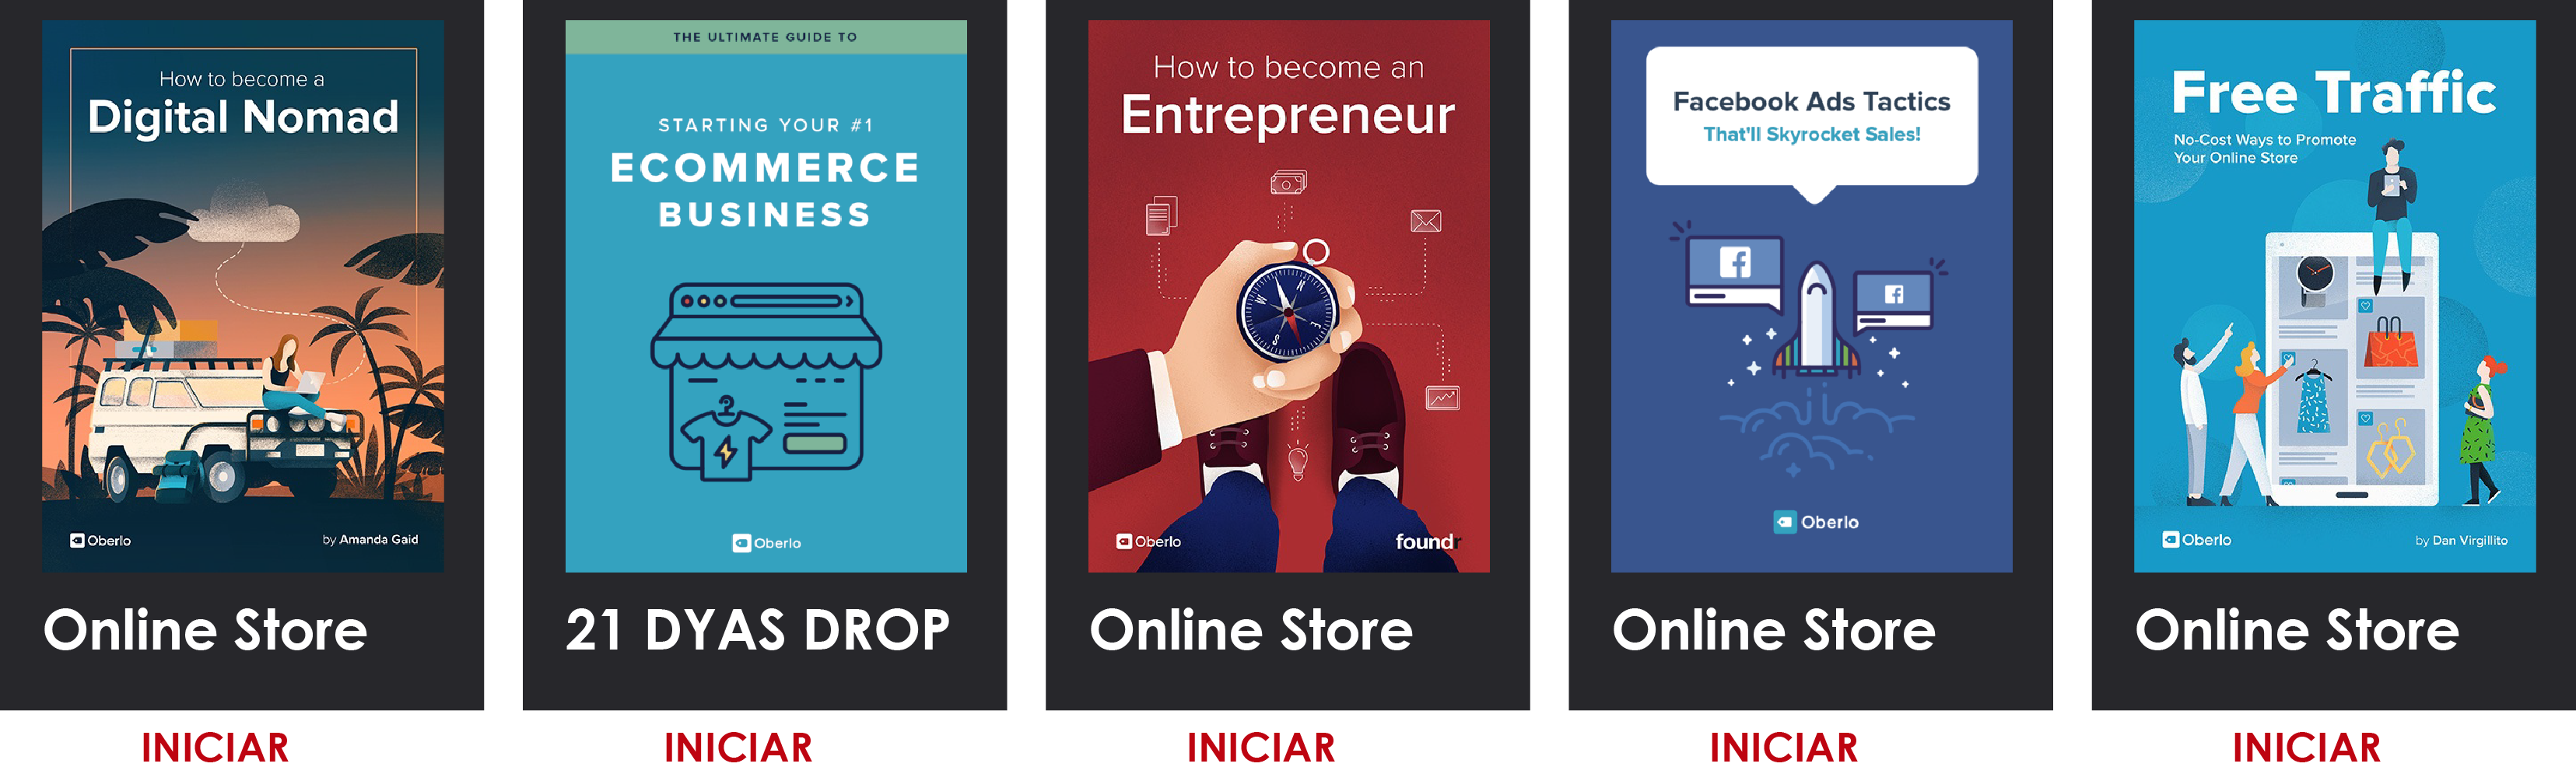 How to become a
Digital Nomad
Oberlo
by Amanda Gaid
Online Store
INICIAR
THE ULTIMATE GUIDE TO
STARTING YOUR #1
ECOMMERCE
BUSINESS
Oberlo
21 DYAS DROP
INICIAR
How to become an
Entrepreneur
N
E
S
W
Oberlo
foundr
Online Store
INICIAR
Facebook Ads Tactics
That'll Skyrocket Sales!
Oberlo
Online Store
INICIAR
Free Traffic
No-Cost Ways to Promote
Your Online Store
Oberlo
by Dan Virgillito
Online Store
INICIAR